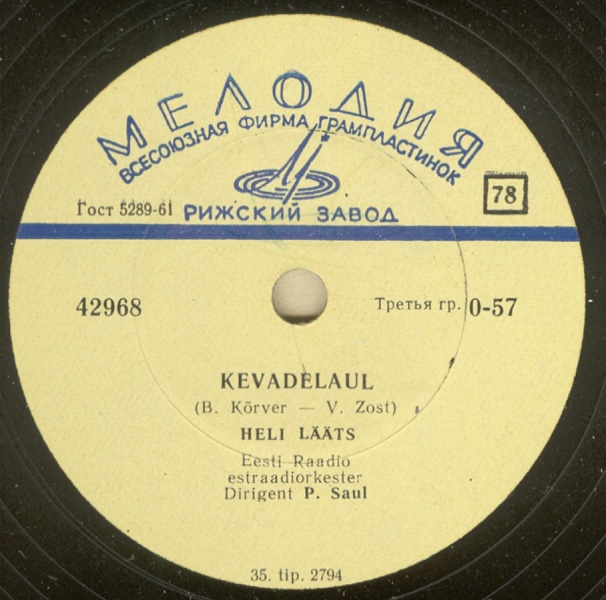 МЕЛОДИЯ
ВСЕСОЮЗНАЯ ФИРМА ГРАМПЛАСТИНОК
Гост 5289-61
РИЖСКИЙ ЗАВОД
78
42968
Третья гр. 0-57
KEVADELAUL
(B. Kõrver — V. Zost)
HELI LÄÄTS
Eesti Raadio
estraadiorkester
Dirigent P. Saul
35. tip. 2794